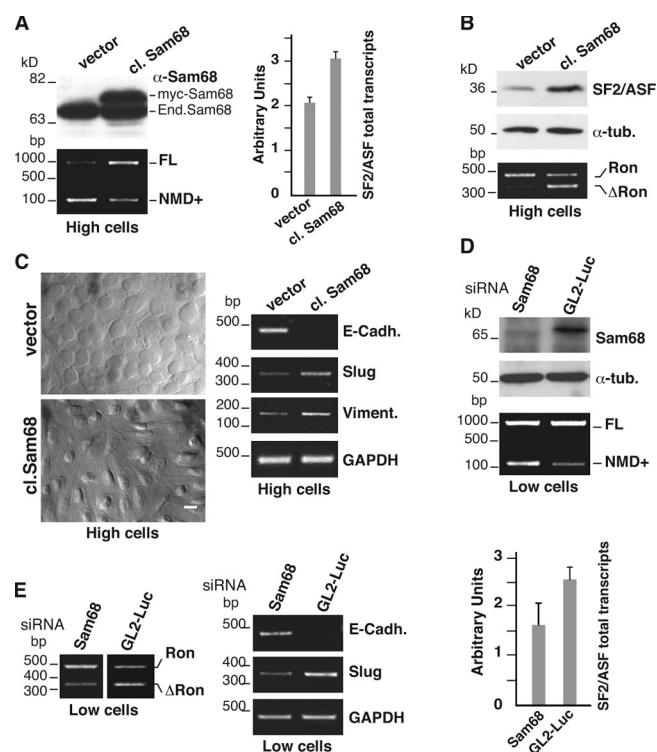 A
vector
cl. Sam68
kD
α-Sam68
82
myc-Sam68
End.Sam68
63
bp
1000
FL
500
100
NMD+
High cells
Arbitrary Units
3
2
1
0
vector
cl. Sam68
SF2/ASF total transcripts
B
vector
cl. Sam68
kD
36
SF2/ASF
50
α-tub.
bp
500
Ron
300
ΔRon
High cells
C
vector
cl.Sam68
High cells
vector
cl. Sam68
bp
500
E-Cadh.
400
Slug
300
200
Viment.
100
500
GAPDH
High cells
D
siRNA
Sam68
GL2-Luc
kD
65
Sam68
50
α-tub.
bp
1000
FL
500
100
NMD+
Low cells
Arbitrary Units
3
2
1
0
Sam68
GL2-Luc
SF2/ASF total transcripts
E
siRNA
Sam68
GL2-Luc
bp
500
Ron
400
300
ΔRon
Low cells
siRNA
Sam68
GL2-Luc
bp
500
E-Cadh.
400
Slug
300
500
GAPDH
Low cells